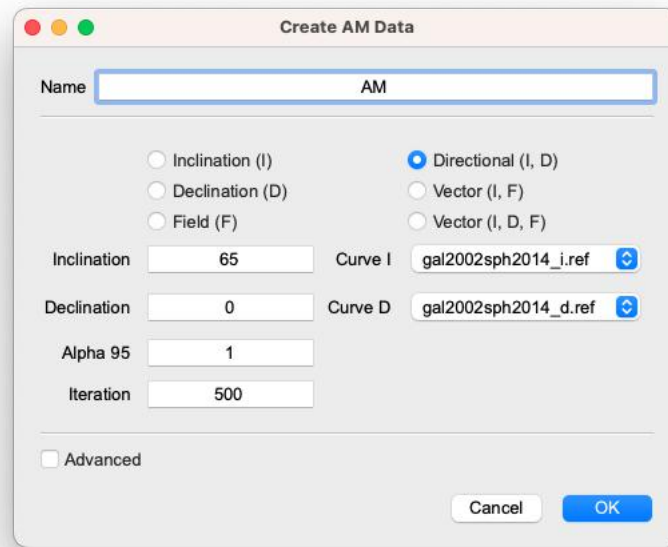 Create AM Data
Name AM
Inclination (I) Directional (I, D)
Declination (D) Vector (I, F)
Field (F) Vector (I, D, F)
Inclination 65 Curve I gal2002sph2014_i.ref
Declination 0 Curve D gal2002sph2014_d.ref
Alpha 95 1
Iteration 500
Advanced
Cancel OK